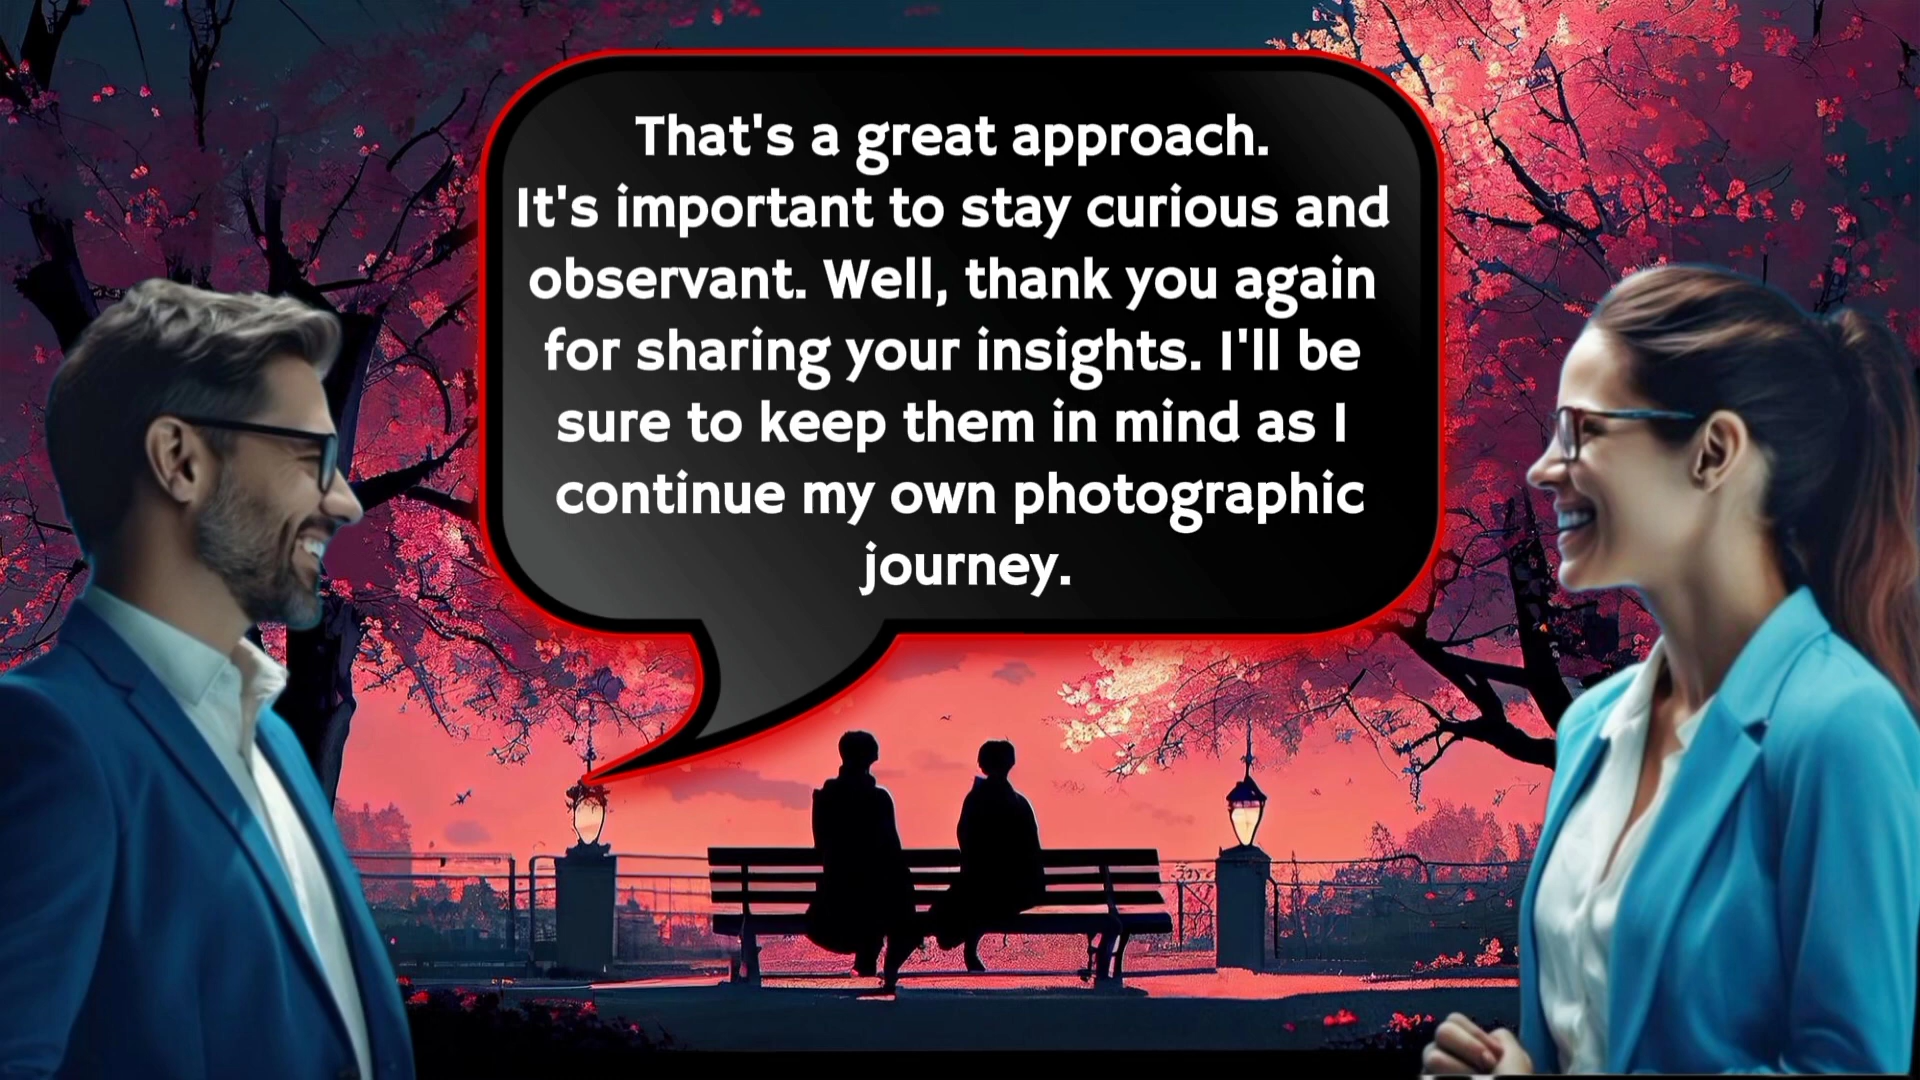 That's a great approach.
It's important to stay curious and
observant. Well, thank you again
for sharing your insights. I'll be
sure to keep them in mind as I
continue my own photographic
journey.